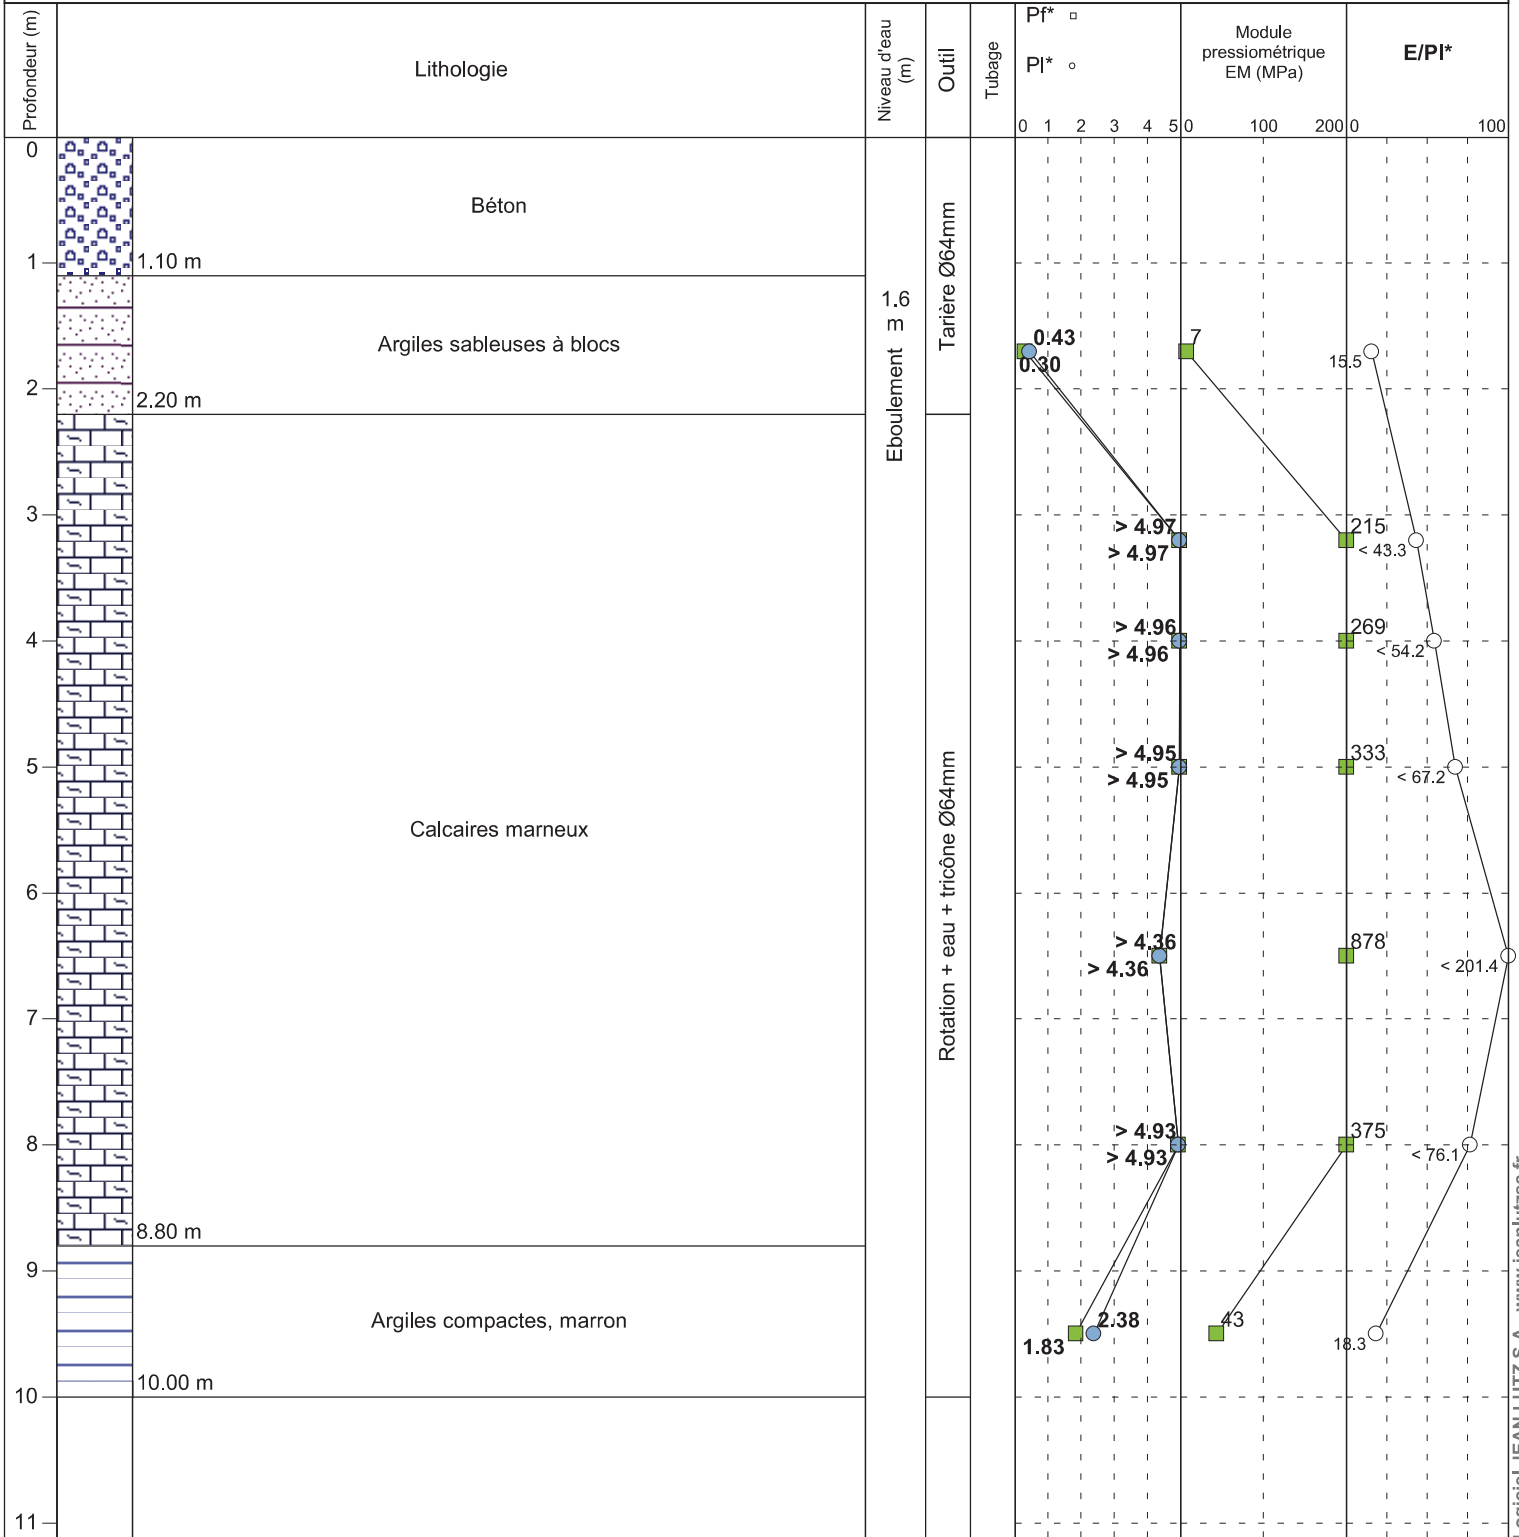 Profondeur (m)
Lithologie
Niveau d'eau
(m)
Outil
Tubage
Pf*
Pl*
Module
pressiométrique
EM (MPa)
E/Pl*
0 1 2 3 4 5
0 100 200
0 100
0
1
2
3
4
5
6
7
8
9
10
11
Béton
1.10 m
Argiles sableuses à blocs
2.20 m
Calcaires marneux
8.80 m
Argiles compactes, marron
10.00 m
Eboulement
1.6
m
Tarière Ø64mm
Rotation + eau + tricône Ø64mm
0.43
0.30
7
15.5
> 4.97
> 4.97
215
< 43.3
> 4.96
> 4.96
269
< 54.2
> 4.95
> 4.95
333
< 67.2
> 4.36
> 4.36
878
< 201.4
> 4.93
> 4.93
375
< 76.1
2.38
1.83
43
18.3
JEAN LUTZ S.A